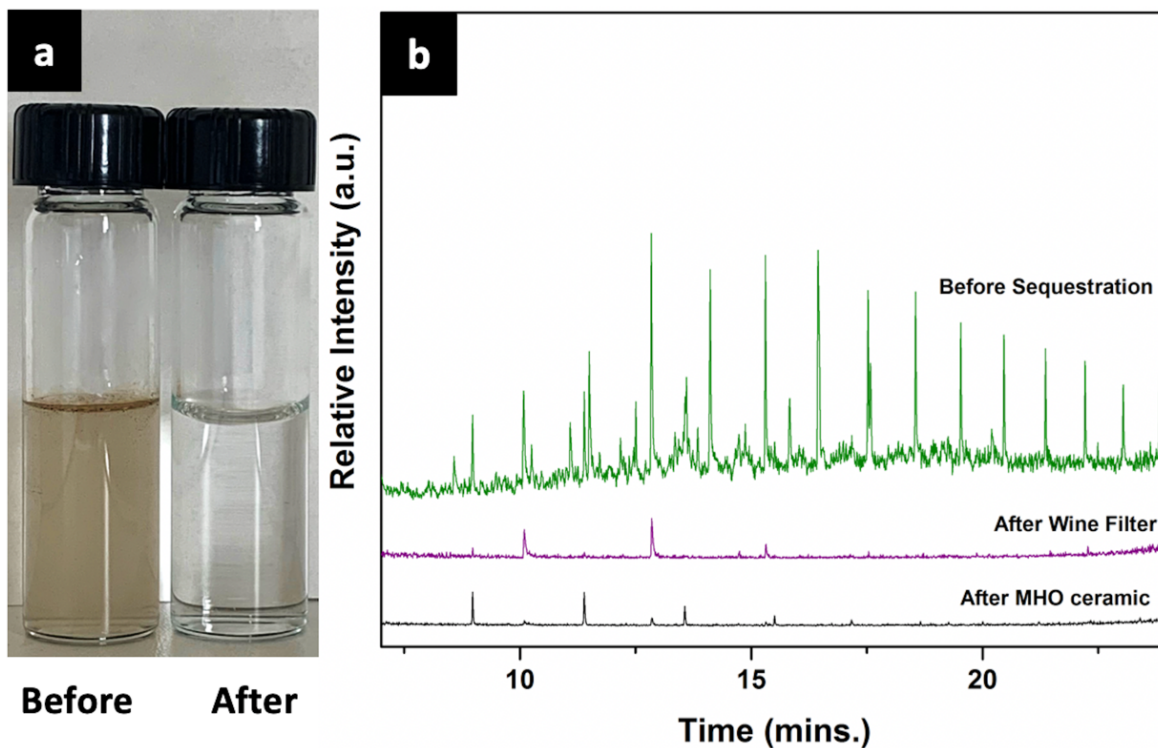 a
Before After
b
Relative Intensity (a.u.)
Before Sequestration
After Wine Filter
After MHO ceramic
10 15 20
Time (mins.)